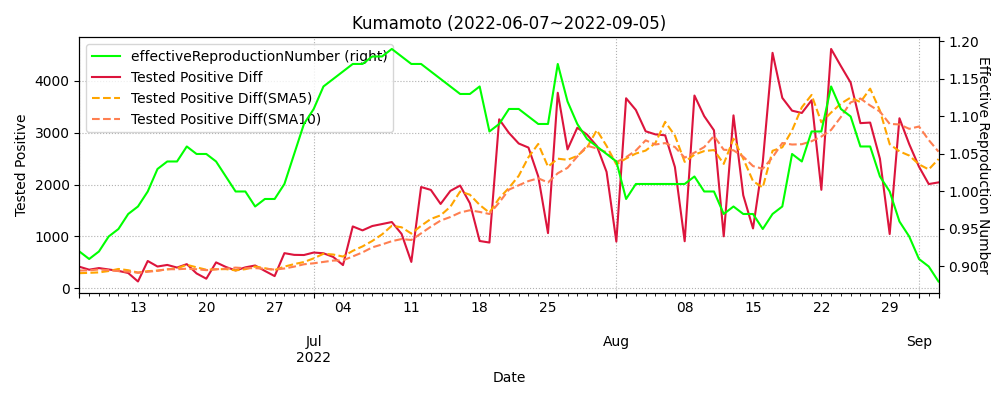 Kumamoto (2022-06-07~2022-09-05)
effectiveReproductionNumber (right)
Tested Positive Diff
Tested Positive Diff(SMA5)
Tested Positive Diff(SMA10)
Tested Positive
4000
3000
2000
1000
0
1.20
1.15
1.10
1.05
1.00
0.95
0.90
Effective Reproduction Number
13 20 27 04 11 18 25 08 15 22 29
Jul Aug Sep
2022
Date